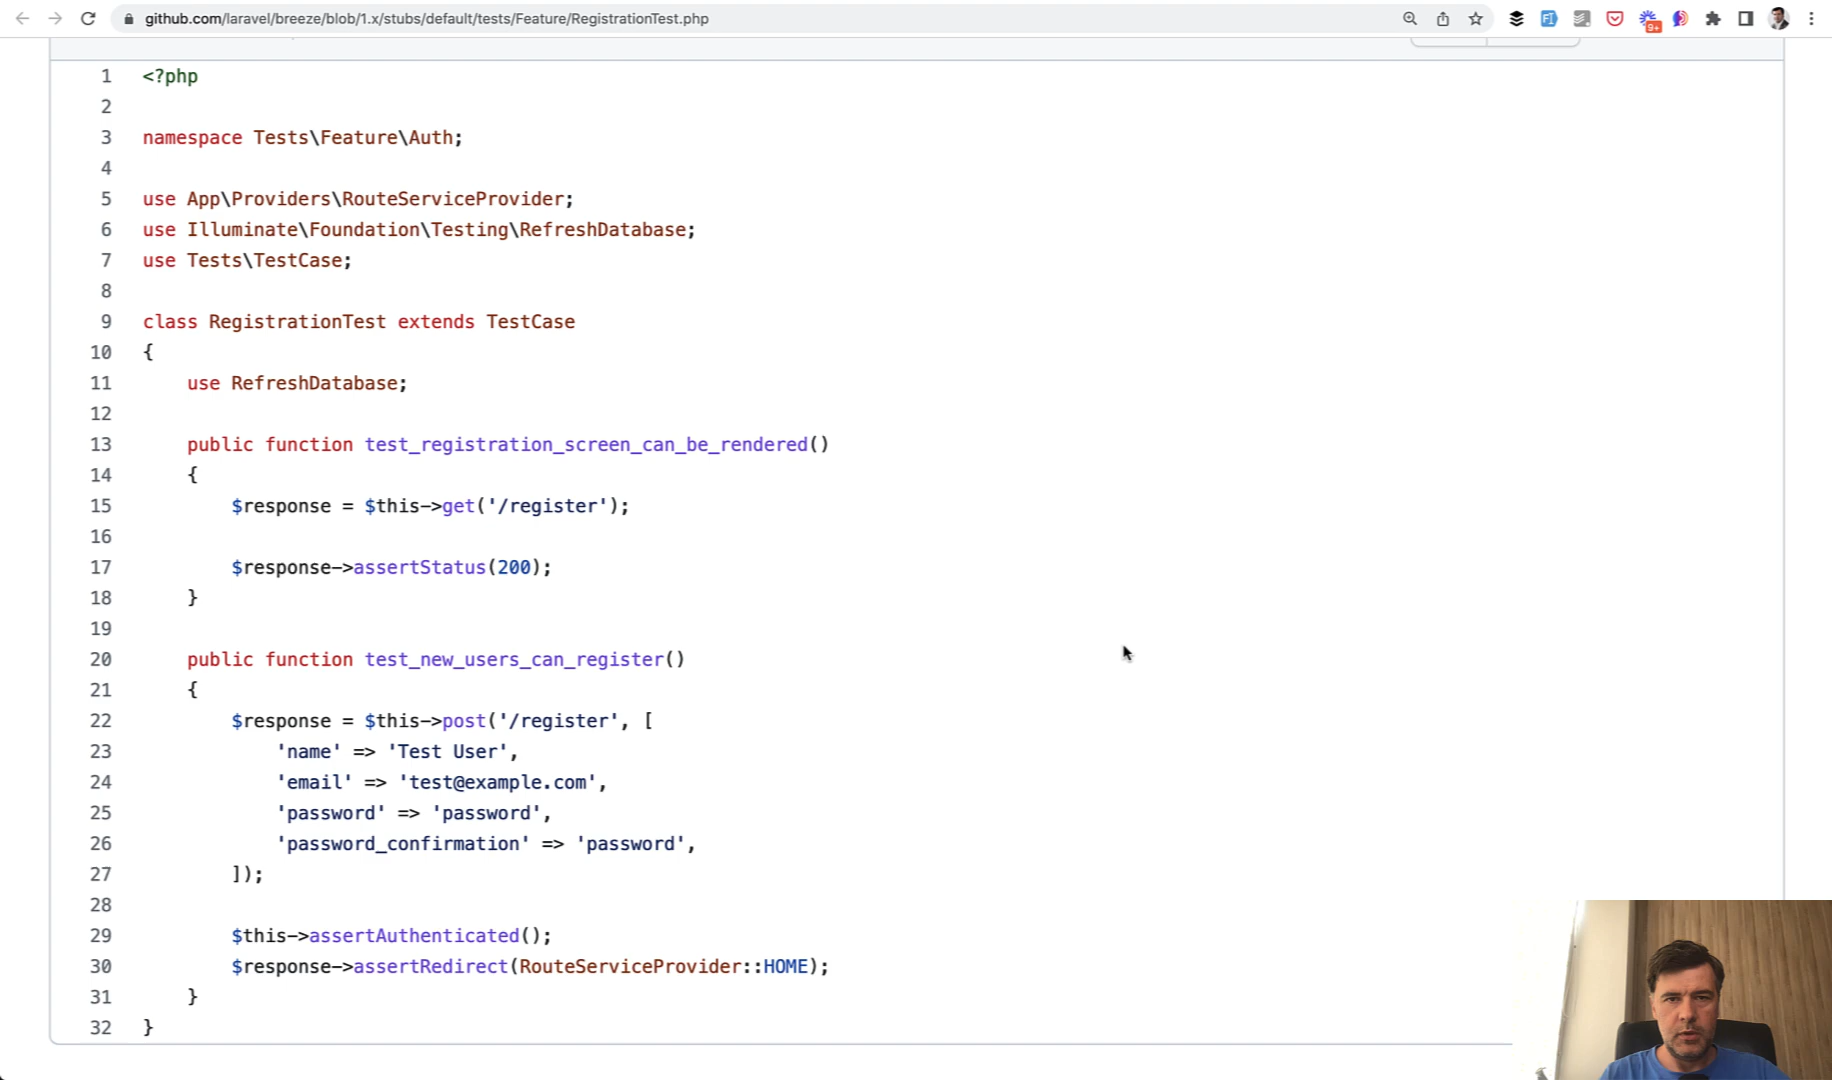 github.com/laravel/breeze/blob/1.x/stubs/default/tests/Feature/RegistrationTest.php
9+
1 <?php
2
3 namespace Tests\Feature\Auth;
4
5 use App\Providers\RouteServiceProvider;
6 use Illuminate\Foundation\Testing\RefreshDatabase;
7 use Tests\TestCase;
8
9 class RegistrationTest extends TestCase
10 {
11     use RefreshDatabase;
12
13     public function test_registration_screen_can_be_rendered()
14     {
15         $response = $this->get('/register');
16
17         $response->assertStatus(200);
18     }
19
20     public function test_new_users_can_register()
21     {
22         $response = $this->post('/register', [
23             'name' => 'Test User',
24             'email' => 'test@example.com',
25             'password' => 'password',
26             'password_confirmation' => 'password',
27         ]);
28
29         $this->assertAuthenticated();
30         $response->assertRedirect(RouteServiceProvider::HOME);
31     }
32 }